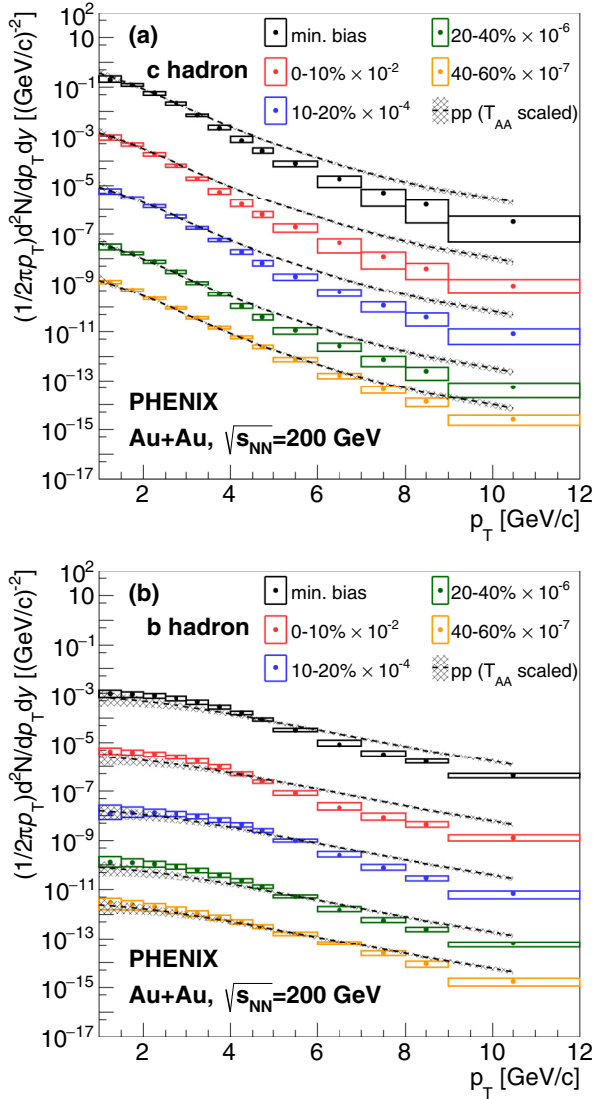 (a)
c hadron
min. bias
20-40% × 10^-6
0-10% × 10^-2
40-60% × 10^-7
10-20% × 10^-4
pp (T_AA scaled)
(1/2πp_T)d^2N/dp_Tdy [(GeV/c)^-2]
10^2
10
10^-1
10^-3
10^-5
10^-7
10^-9
10^-11
10^-13
10^-15
10^-17
PHENIX
Au+Au, √s_NN=200 GeV
2 4 6 8 10 12
p_T [GeV/c]
(b)
b hadron
min. bias
20-40% × 10^-6
0-10% × 10^-2
40-60% × 10^-7
10-20% × 10^-4
pp (T_AA scaled)
(1/2πp_T)d^2N/dp_Tdy [(GeV/c)^-2]
10^2
10
10^-1
10^-3
10^-5
10^-7
10^-9
10^-11
10^-13
10^-15
10^-17
PHENIX
Au+Au, √s_NN=200 GeV
2 4 6 8 10 12
p_T [GeV/c]